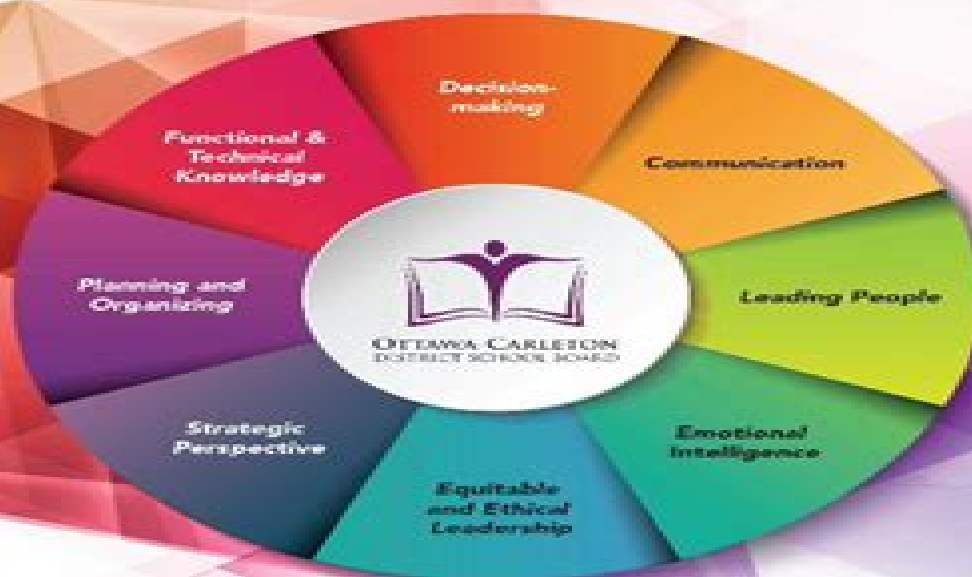 Decision-
making
Communication
Leading People
Emotional
Intelligence
Equitable
and Ethical
Leadership
Strategic
Perspective
Planning and
Organizing
Functional &
Technical
Knowledge
OTTAWA-CARLETON
DISTRICT SCHOOL BOARD